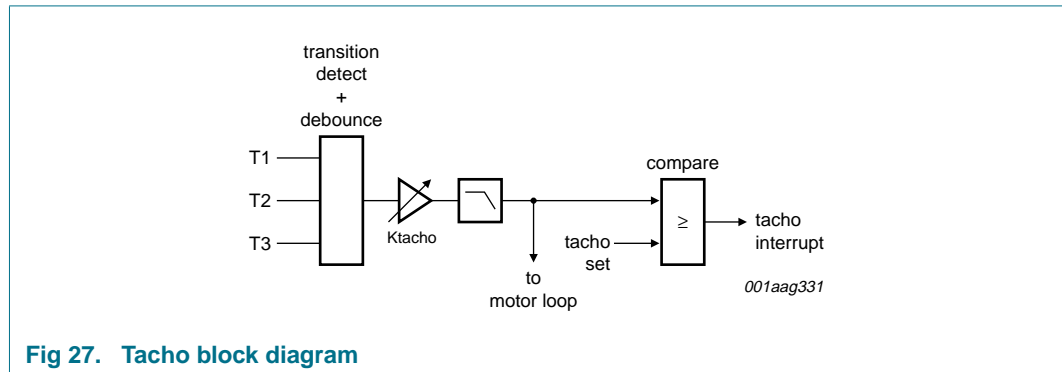 transition
detect
+
debounce
T1
T2
T3
Ktacho
to
motor loop
tacho
set
compare
≥
tacho
interrupt
001aag331
Fig 27. Tacho block diagram